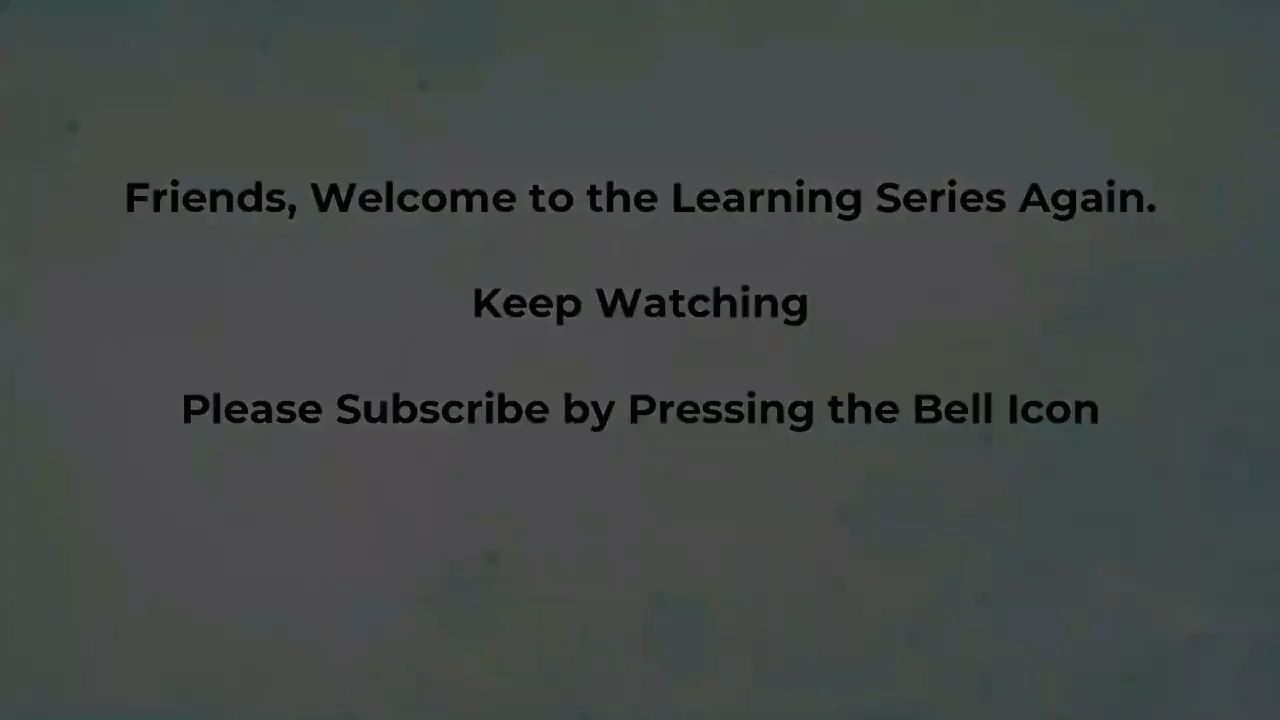 Friends, Welcome to the Learning Series Again.
Keep Watching
Please Subscribe by Pressing the Bell Icon